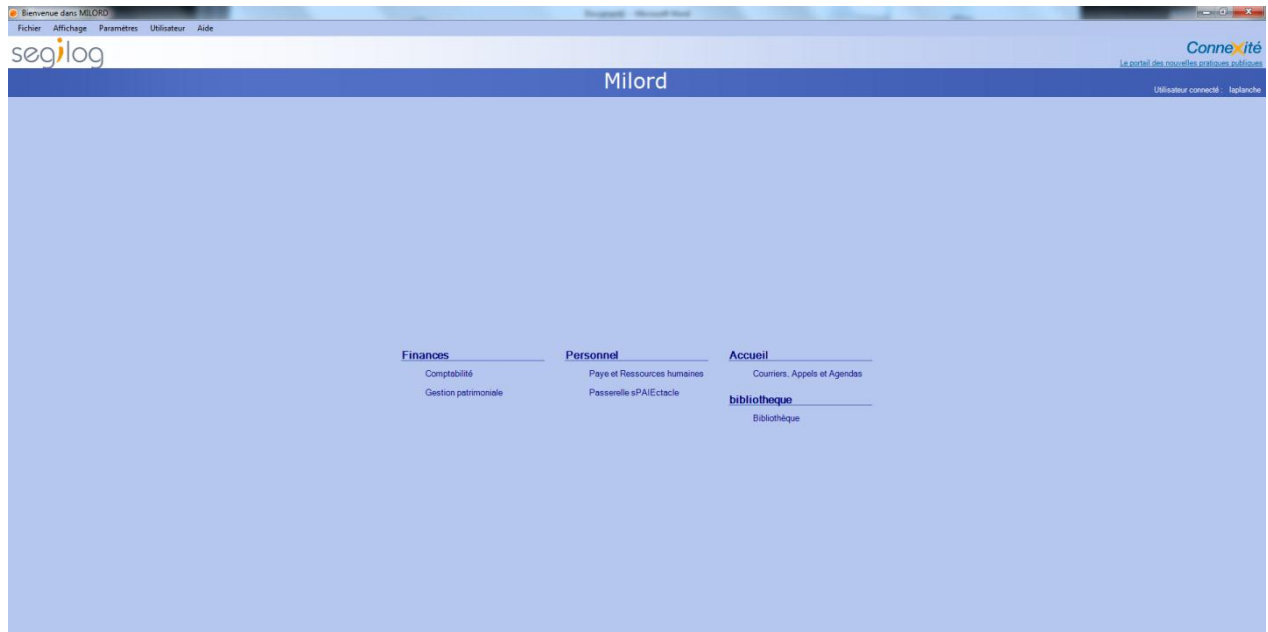 Bienvenue dans MILORD
Fichier Affichage Paramètres Utilisateur Aide
segilog
Connexité
Le portail des nouvelles pratiques publiques
Milord
Utilisateur connecté : laplanche
Finances
Comptabilité
Gestion patrimoniale
Personnel
Paye et Ressources humaines
Passerelle sPAIEctacle
Accueil
Courriers, Appels et Agendas
bibliotheque
Bibliothèque